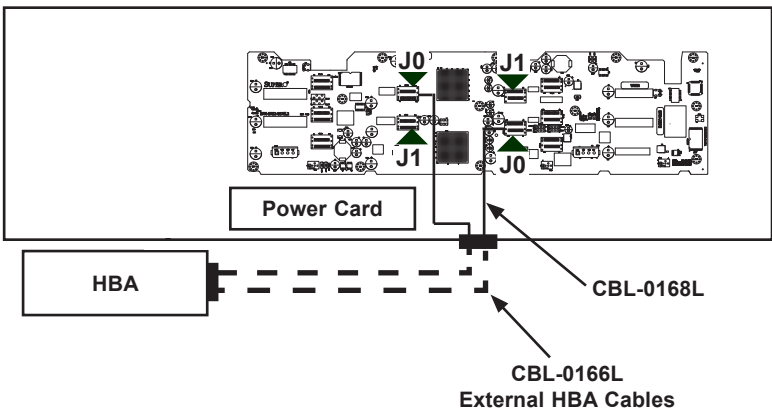 J0
J1
J1
J0
Power Card
HBA
CBL-0168L
CBL-0166L
External HBA Cables